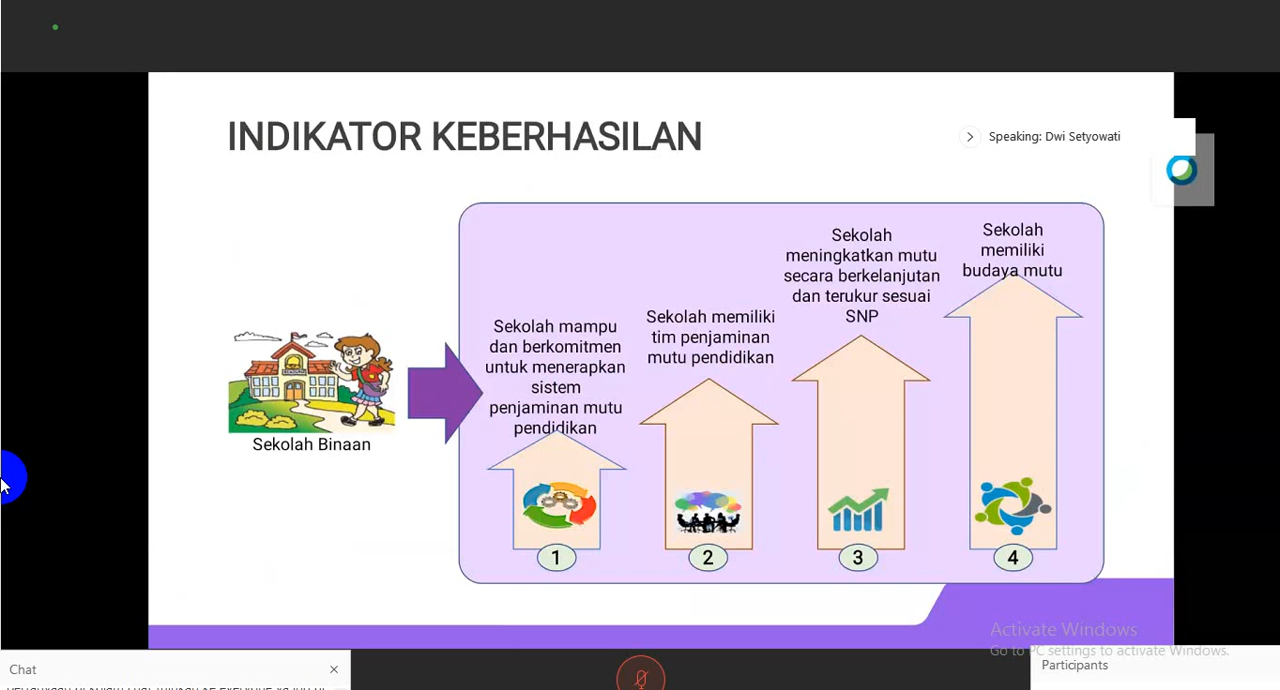 INDIKATOR KEBERHASILAN
Speaking: Dwi Setyowati
Sekolah mampu
dan berkomitmen
untuk menerapkan
sistem
penjaminan mutu
pendidikan
Sekolah memiliki
tim penjaminan
mutu pendidikan
Sekolah
meningkatkan mutu
secara berkelanjutan
dan terukur sesuai
SNP
Sekolah
memiliki
budaya mutu
Sekolah Binaan
1
2
3
4
Activate Windows
Go to PC settings to activate Windows.
Chat
Participants